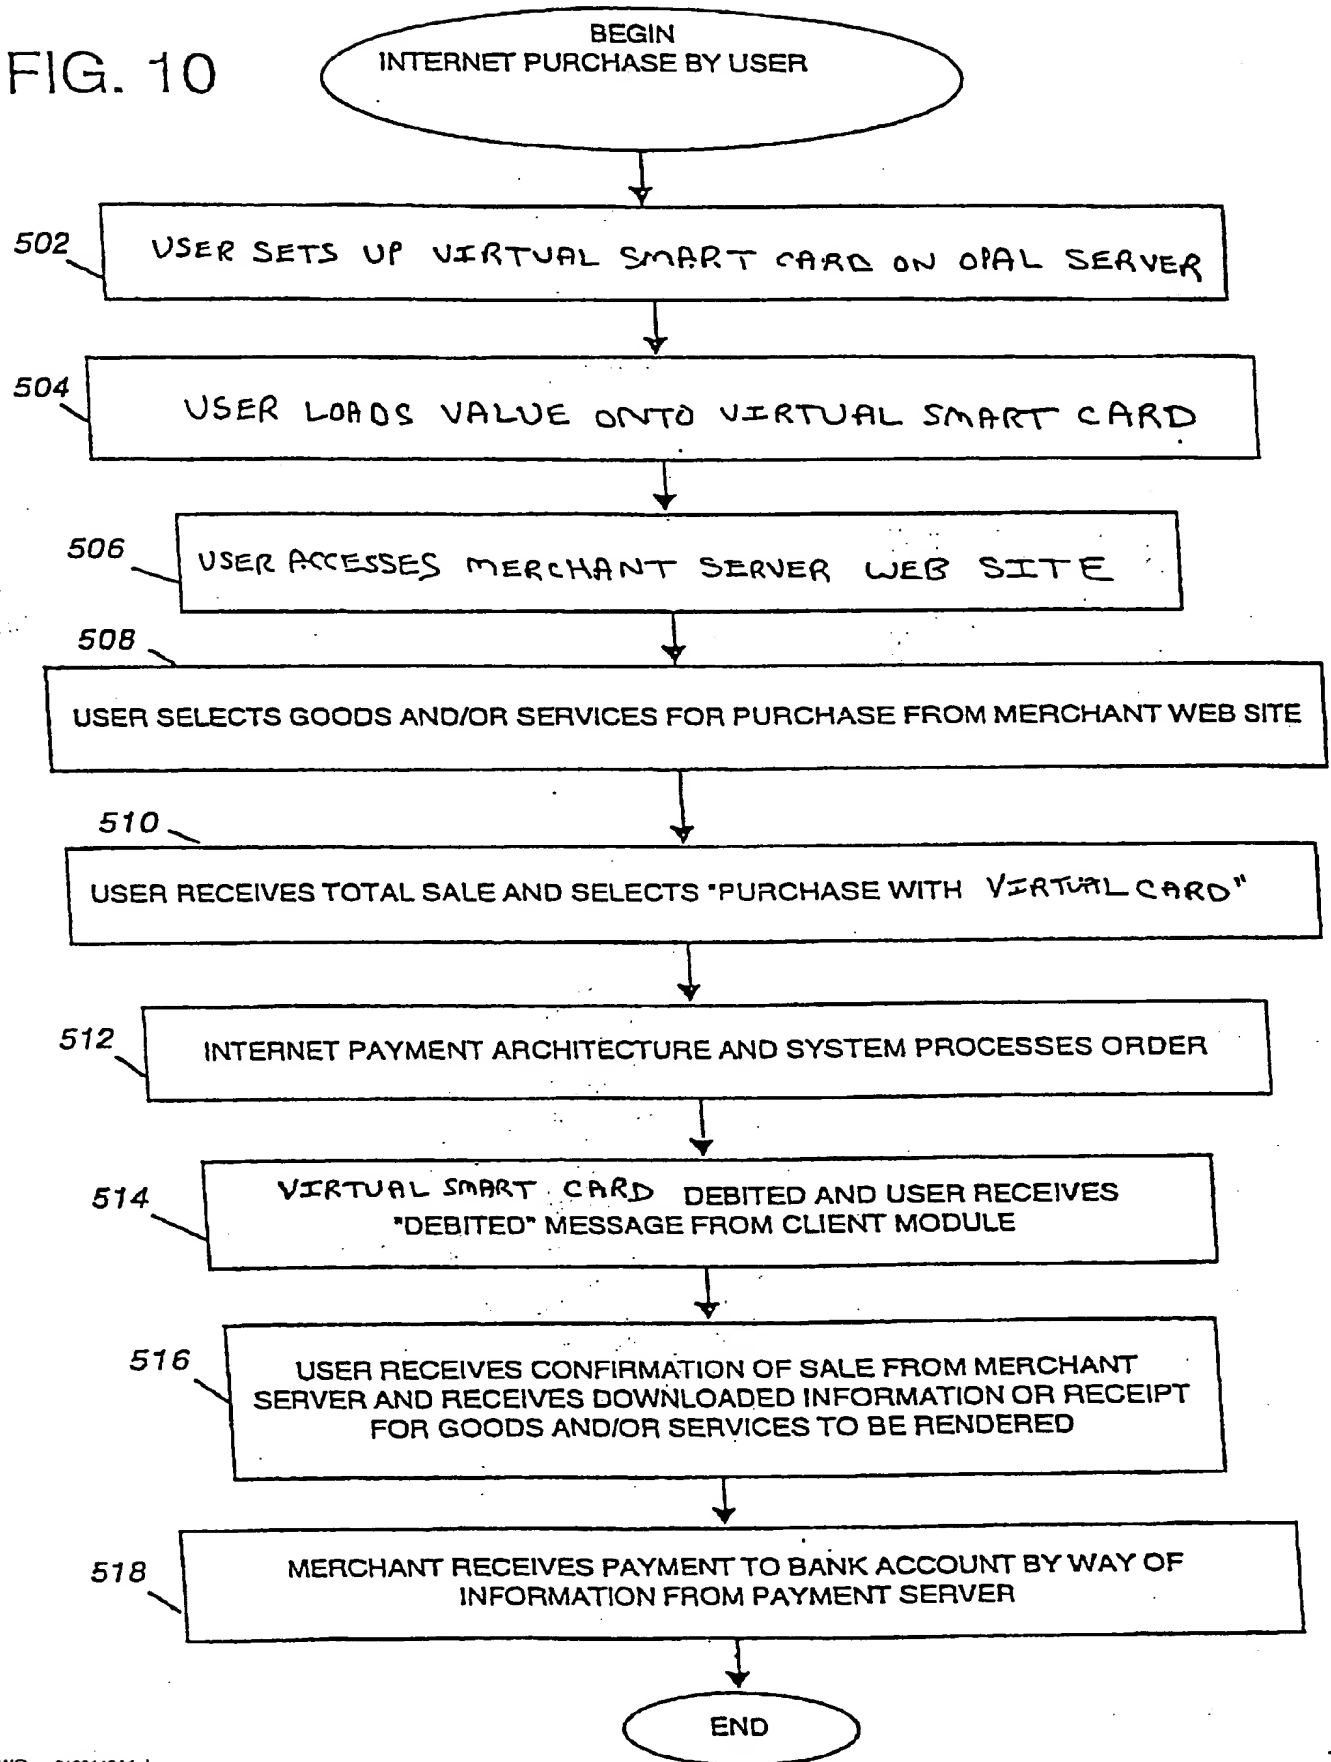 FIG. 10
BEGIN
INTERNET PURCHASE BY USER
502
USER SETS UP VIRTUAL SMART CARD ON OPAL SERVER
504
USER LOADS VALUE ONTO VIRTUAL SMART CARD
506
USER ACCESSES MERCHANT SERVER WEB SITE
508
USER SELECTS GOODS AND/OR SERVICES FOR PURCHASE FROM MERCHANT WEB SITE
510
USER RECEIVES TOTAL SALE AND SELECTS "PURCHASE WITH VIRTUAL CARD"
512
INTERNET PAYMENT ARCHITECTURE AND SYSTEM PROCESSES ORDER
514
VIRTUAL SMART CARD DEBITED AND USER RECEIVES
"DEBITED" MESSAGE FROM CLIENT MODULE
516
USER RECEIVES CONFIRMATION OF SALE FROM MERCHANT
SERVER AND RECEIVES DOWNLOADED INFORMATION OR RECEIPT
FOR GOODS AND/OR SERVICES TO BE RENDERED
518
MERCHANT RECEIVES PAYMENT TO BANK ACCOUNT BY WAY OF
INFORMATION FROM PAYMENT SERVER
END